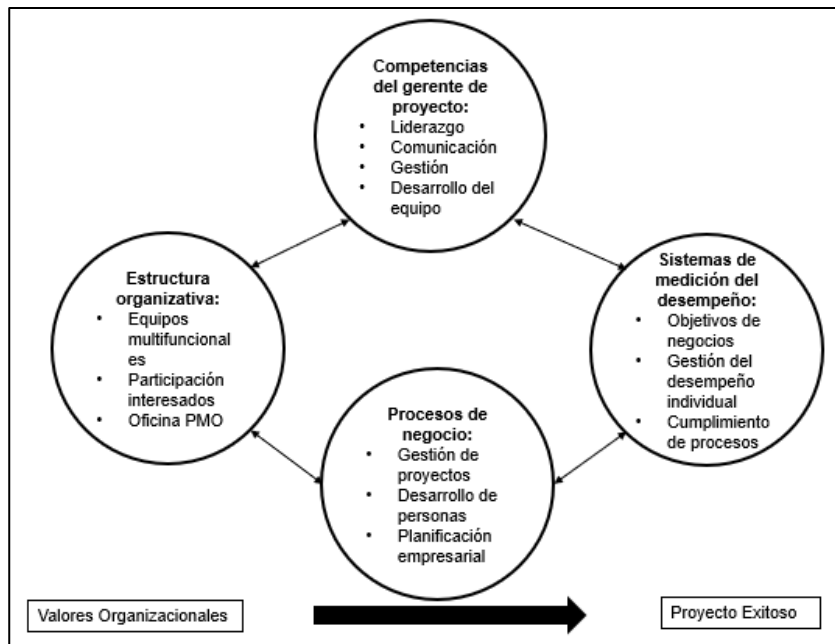 Competencias
del gerente de
proyecto:
• Liderazgo
• Comunicación
• Gestión
• Desarrollo del
equipo
Estructura
organizativa:
• Equipos
multifuncional
es
• Participación
interesados
• Oficina PMO
Sistemas de
medición del
desempeño:
• Objetivos de
negocios
• Gestión del
desempeño
individual
• Cumplimiento
de procesos
Procesos de
negocio:
• Gestión de
proyectos
• Desarrollo de
personas
• Planificación
empresarial
Valores Organizacionales
Proyecto Exitoso